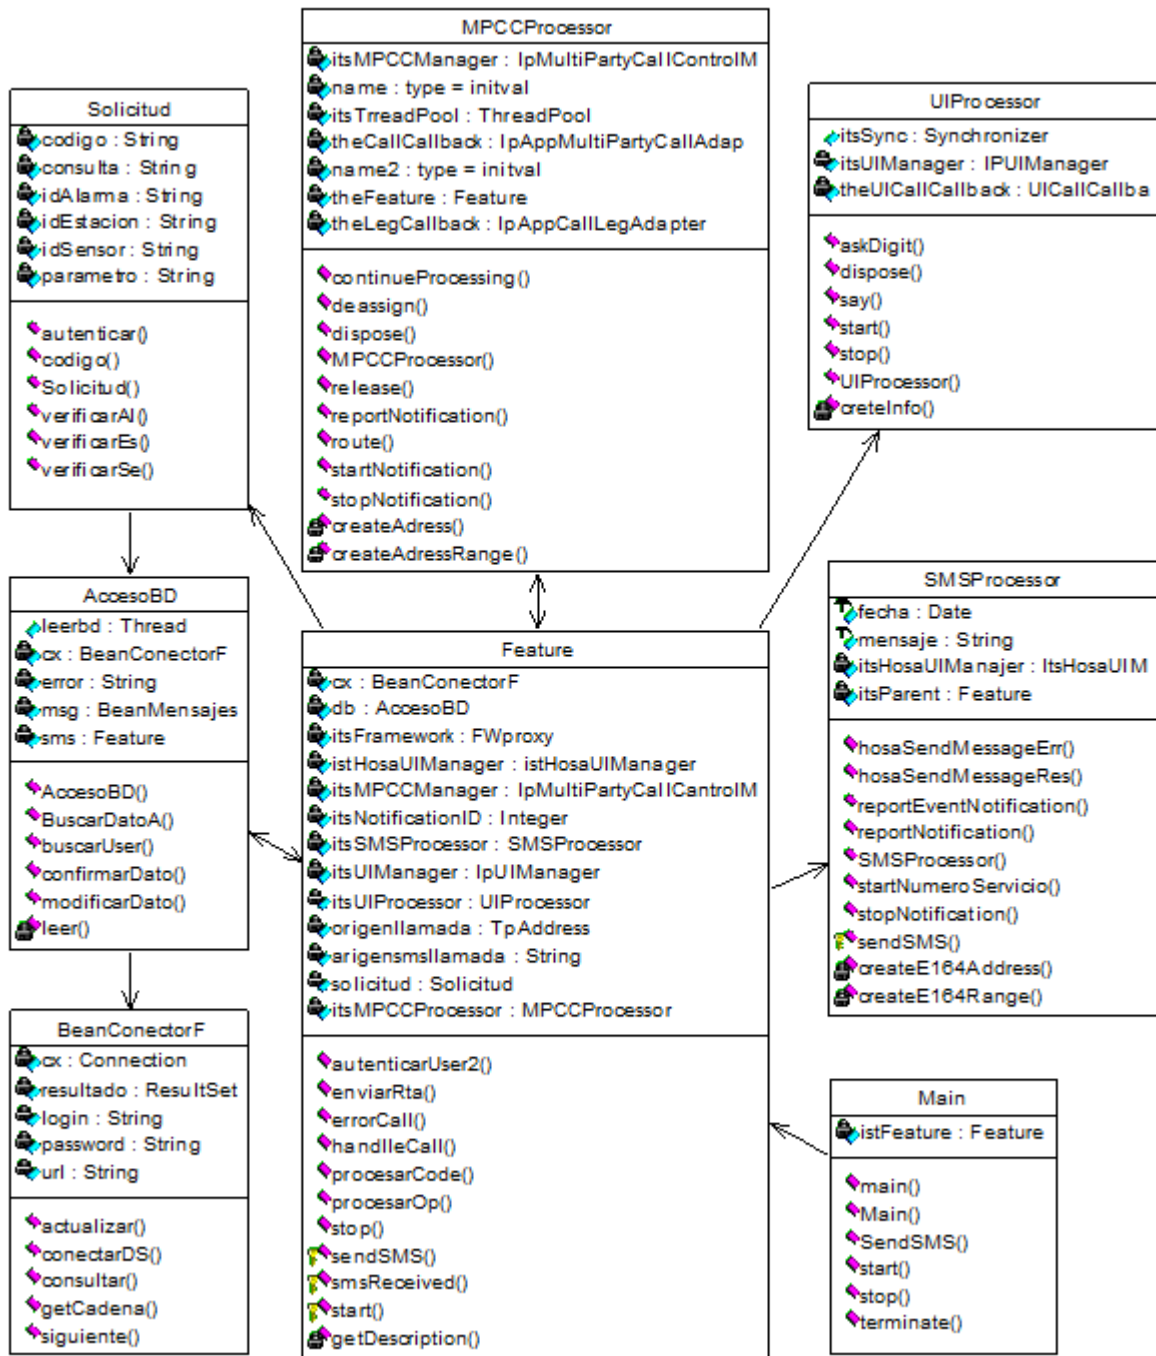 MPCCProcessor
itsMPCCManager : IpMultiPartyCallControlM
name : type = initval
itsTrreadPool : ThreadPool
theCallCallback : IpAppMultiPartyCallAdap
name2 : type = initval
theFeature : Feature
theLegCallback : IpAppCallLegAdapter
continueProcessing()
deassign()
dispose()
MPCCProcessor()
release()
reportNotification()
route()
startNotification()
stopNotification()
createAdress()
createAdressRange()
Solicitud
codigo : String
consulta : String
idAlarma : String
idEstacion : String
idSensor : String
parametro : String
autenticar()
codigo()
Solicitud()
verificarAl()
verificarEs()
verificarSe()
UIProcessor
itsSync : Synchronizer
itsUIManager : IPUIManager
theUICallCallback : UICallCallba
askDigit()
dispose()
say()
start()
stop()
UIProcessor()
creteInfo()
AccesoBD
leerbd : Thread
cx : BeanConectorF
error : String
msg : BeanMensajes
sms : Feature
AccesoBD()
BuscarDatoA()
buscarUser()
confirmarDato()
modificarDato()
leer()
Feature
cx : BeanConectorF
db : AccesoBD
itsFramework : FWproxy
istHosaUIManager : istHosaUIManager
itsMPCCManager : IpMultiPartyCallCantrolM
itsNotificationID : Integer
itsSMSProcessor : SMSProcessor
itsUIManager : IpUIManager
itsUIProcessor : UIProcessor
origenllamada : TpAddress
arigensmsllamada : String
solicitud : Solicitud
itsMPCCProcessor : MPCCProcessor
autenticarUser2()
enviarRta()
errorCall()
handlleCall()
procesarCode()
procesarOp()
stop()
sendSMS()
smsReceived()
start()
getDescription()
SMSProcessor
fecha : Date
mensaje : String
itsHosaUIManajer : ItsHosaUIM
itsParent : Feature
hosaSendMessageErr()
hosaSendMessageRes()
reportEventNotification()
reportNotification()
SMSProcessor()
startNumeroServicio()
stopNotification()
sendSMS()
createE164Address()
createE164Range()
BeanConectorF
cx : Connection
resultado : ResultSet
login : String
password : String
url : String
actualizar()
conectarDS()
consultar()
getCadena()
siguiente()
Main
istFeature : Feature
main()
Main()
SendSMS()
start()
stop()
terminate()